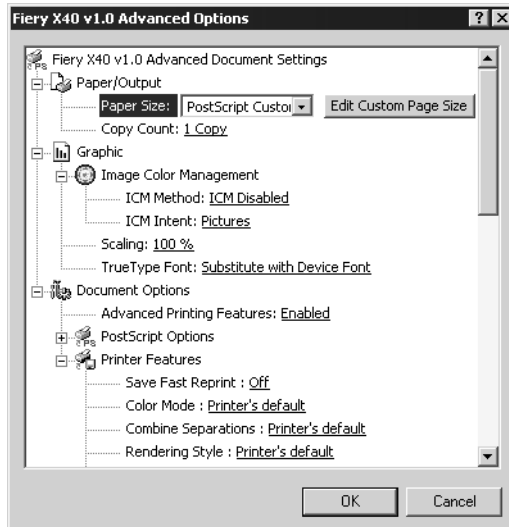 Fiery X40 v1.0 Advanced Options
Fiery X40 v1.0 Advanced Document Settings
Paper/Output
Paper Size: PostScript Custo Edit Custom Page Size
Copy Count: 1 Copy
Graphic
Image Color Management
ICM Method: ICM Disabled
ICM Intent: Pictures
Scaling: 100 %
TrueType Font: Substitute with Device Font
Document Options
Advanced Printing Features: Enabled
PostScript Options
Printer Features
Save Fast Reprint : Off
Color Mode : Printer's default
Combine Separations : Printer's default
Rendering Style : Printer's default
OK Cancel